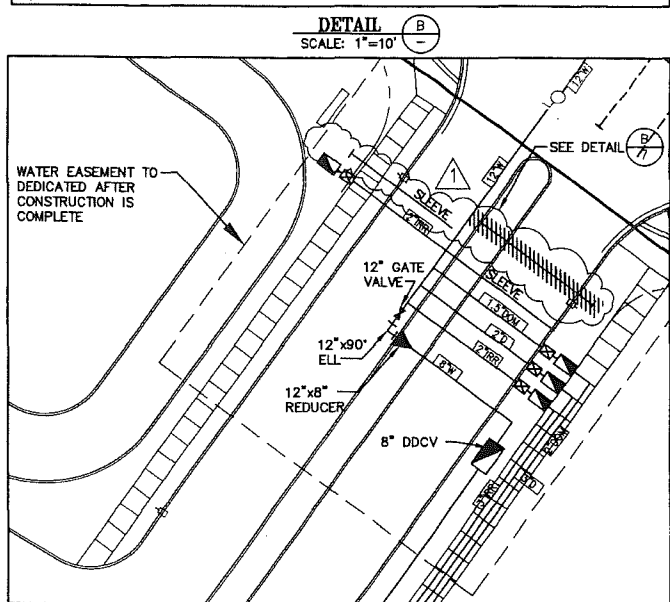 DETAIL B
SCALE: 1"=10' -
12"W
SEE DETAIL B
1
12"W
WATER EASEMENT TO
DEDICATED AFTER
CONSTRUCTION IS
COMPLETE
SLEEVE
2"IRR
SLEEVE
12" GATE
VALVE
1.5"DOM
2"D
2"IRR
12"x90°
ELL
8"W
12"x8"
REDUCER
8" DDCV